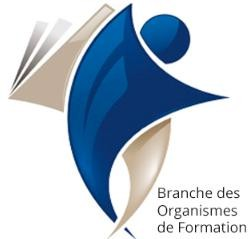 Branche des
Organismes
de Formation